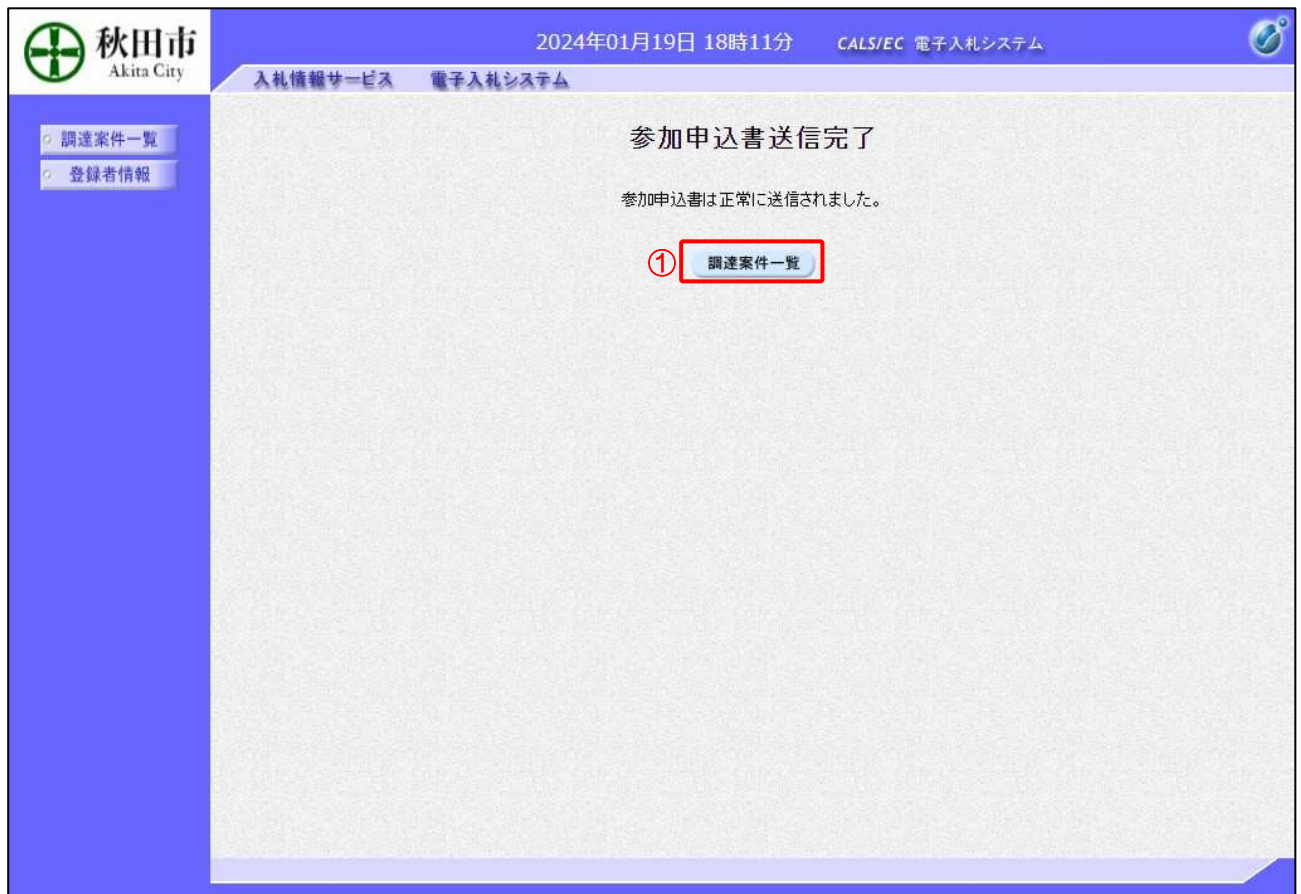 秋田市
Akita City
2024年01月19日 18時11分 CALS/EC 電子入札システム
入札情報サービス 電子入札システム
調達案件一覧
登録者情報
参加申込書送信完了
参加申込書は正常に送信されました。
① 調達案件一覧